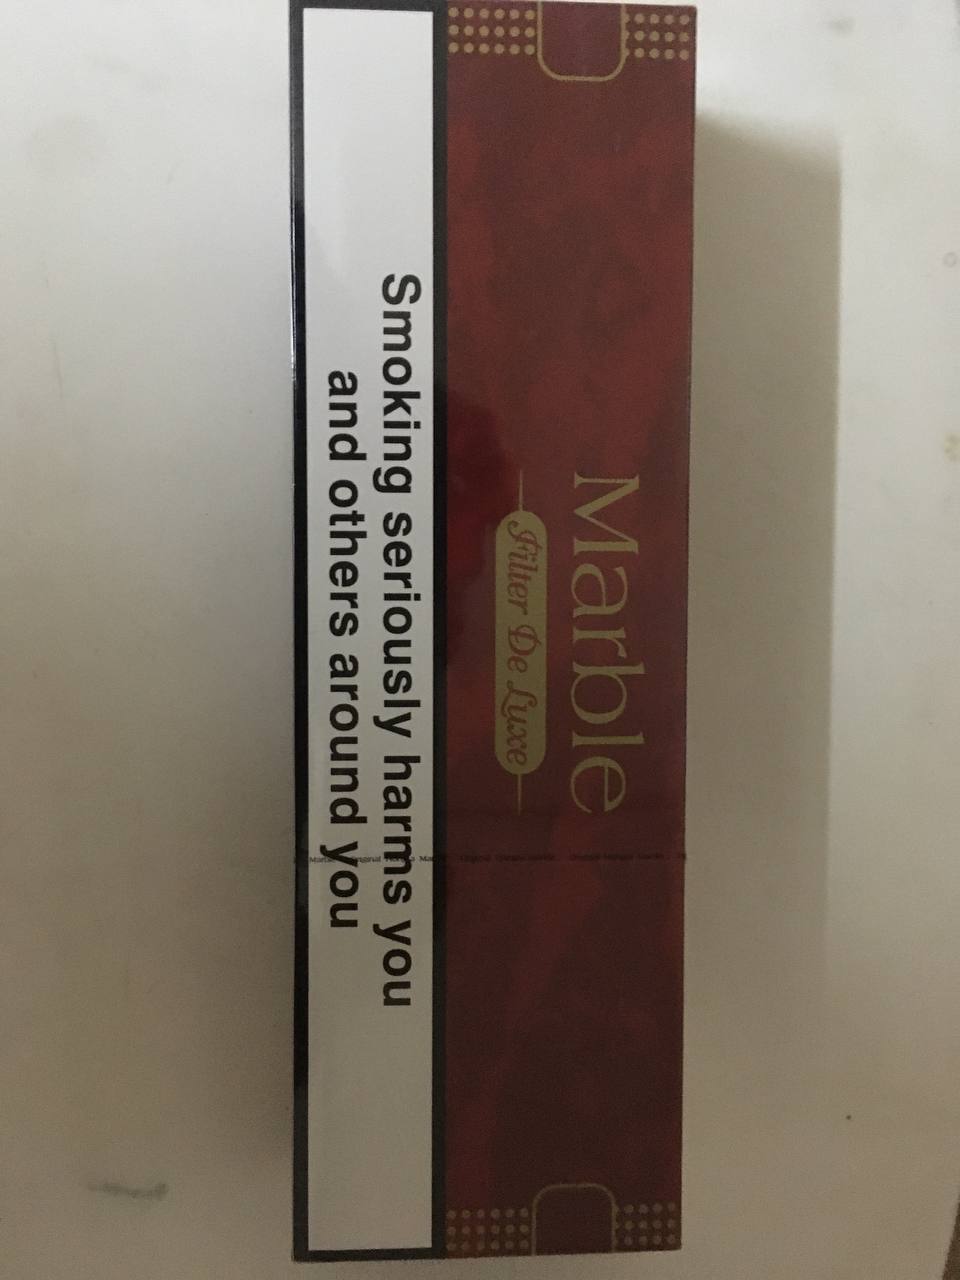 Marble
Filter De Luxe
Smoking seriously harms you
and others around you